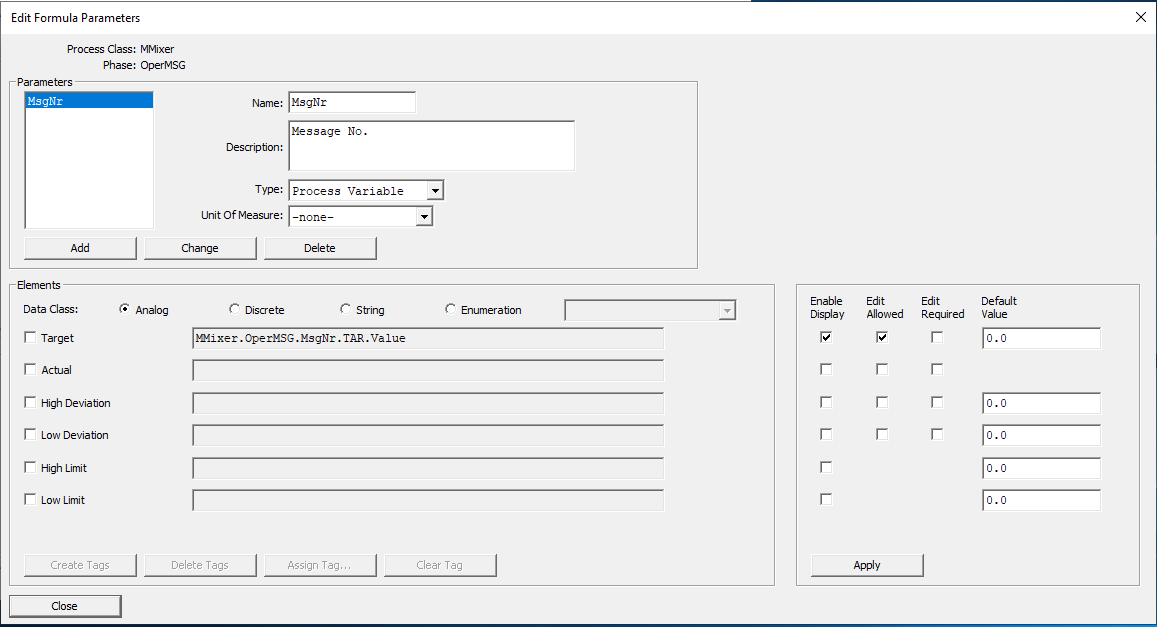 Edit Formula Parameters
Process Class: MMixer
Phase: OperMSG
Parameters
MsgNr
Name: MsgNr
Description: Message No.
Type: Process Variable
Unit Of Measure: -none-
Add Change Delete
Elements
Data Class: Analog Discrete String Enumeration
Enable Display Edit Allowed Edit Required Default Value
Target MMixer.OperMSG.MsgNr.TAR.Value 0.0
Actual
High Deviation 0.0
Low Deviation 0.0
High Limit 0.0
Low Limit 0.0
Create Tags Delete Tags Assign Tag... Clear Tag Apply
Close